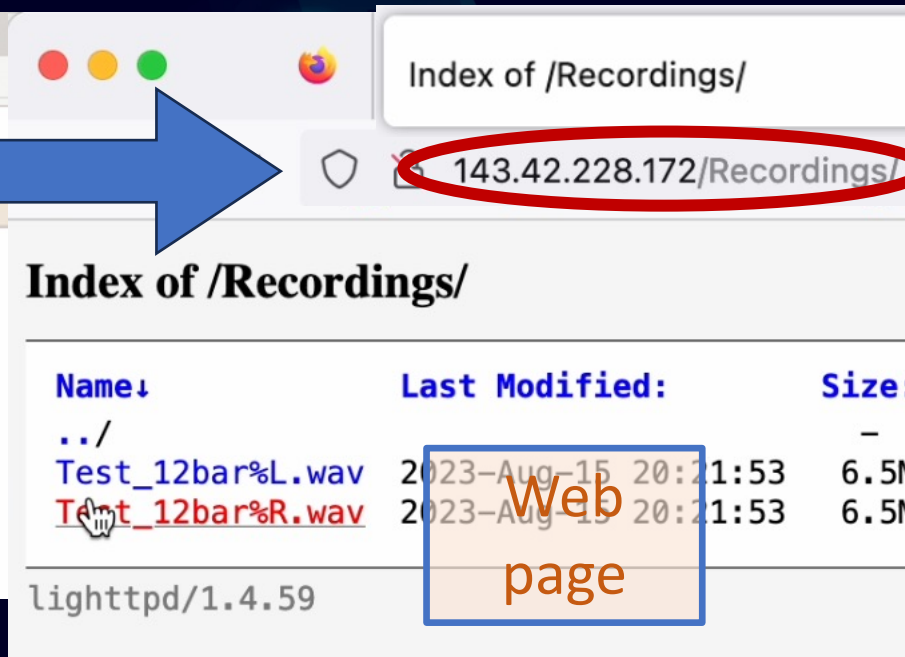 Index of /Recordings/
143.42.228.172/Recordings/
Index of /Recordings/
Name↓ Last Modified: Size:
../ -
Test_12bar%L.wav 2023-Aug-15 20:21:53 6.5M
Test_12bar%R.wav 2023-Aug-15 20:21:53 6.5M
Web
page
lighttpd/1.4.59